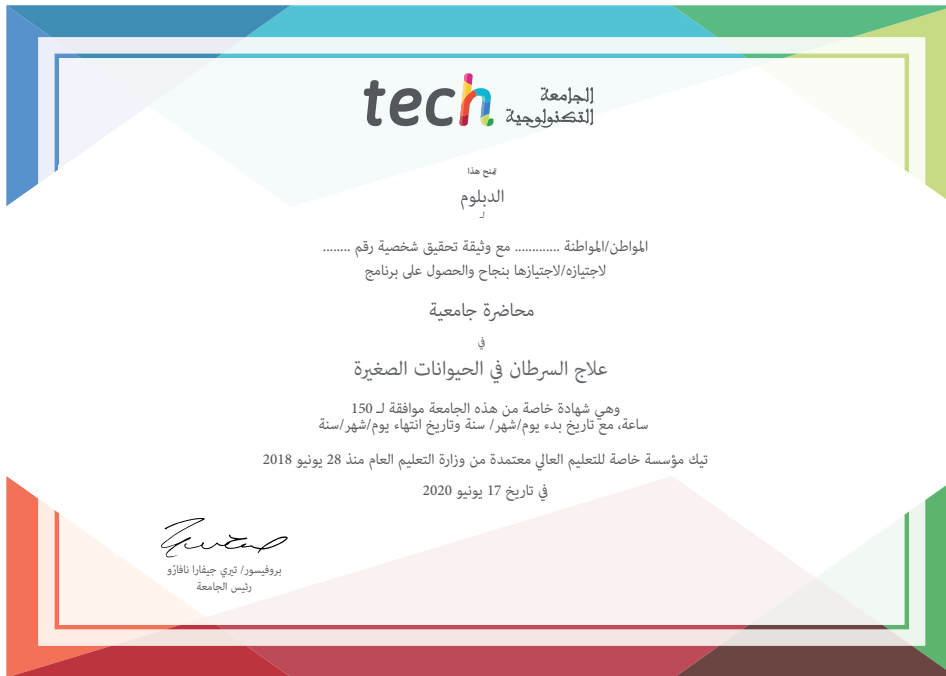 tech الجامعة
التكنولوجية
يمنح هذا
الدبلوم
لـ
المواطن/المواطنة ............. مع وثيقة تحقيق شخصية رقم ........
لاجتيازه/لاجتيازها بنجاح والحصول على برنامج
محاضرة جامعية
في
علاج السرطان في الحيوانات الصغيرة
وهي شهادة خاصة من هذه الجامعة موافقة لـ 150
ساعة، مع تاريخ بدء يوم/شهر/ سنة وتاريخ انتهاء يوم/شهر/سنة
تيك مؤسسة خاصة للتعليم العالي معتمدة من وزارة التعليم العام منذ 28 يونيو 2018
في تاريخ 17 يونيو 2020
بروفيسور/ تيري جيفارا نافارّو
رئيس الجامعة